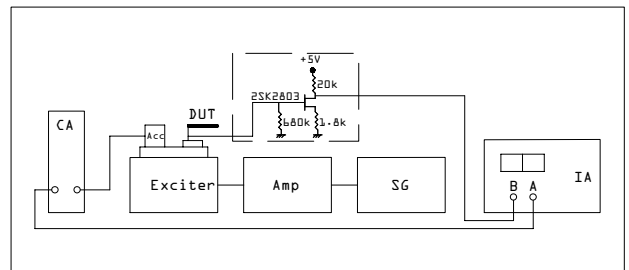 +5V
20k
2SK2803
680k
1.8k
CA
Acc
DUT
Exciter
Amp
SG
B A
IA